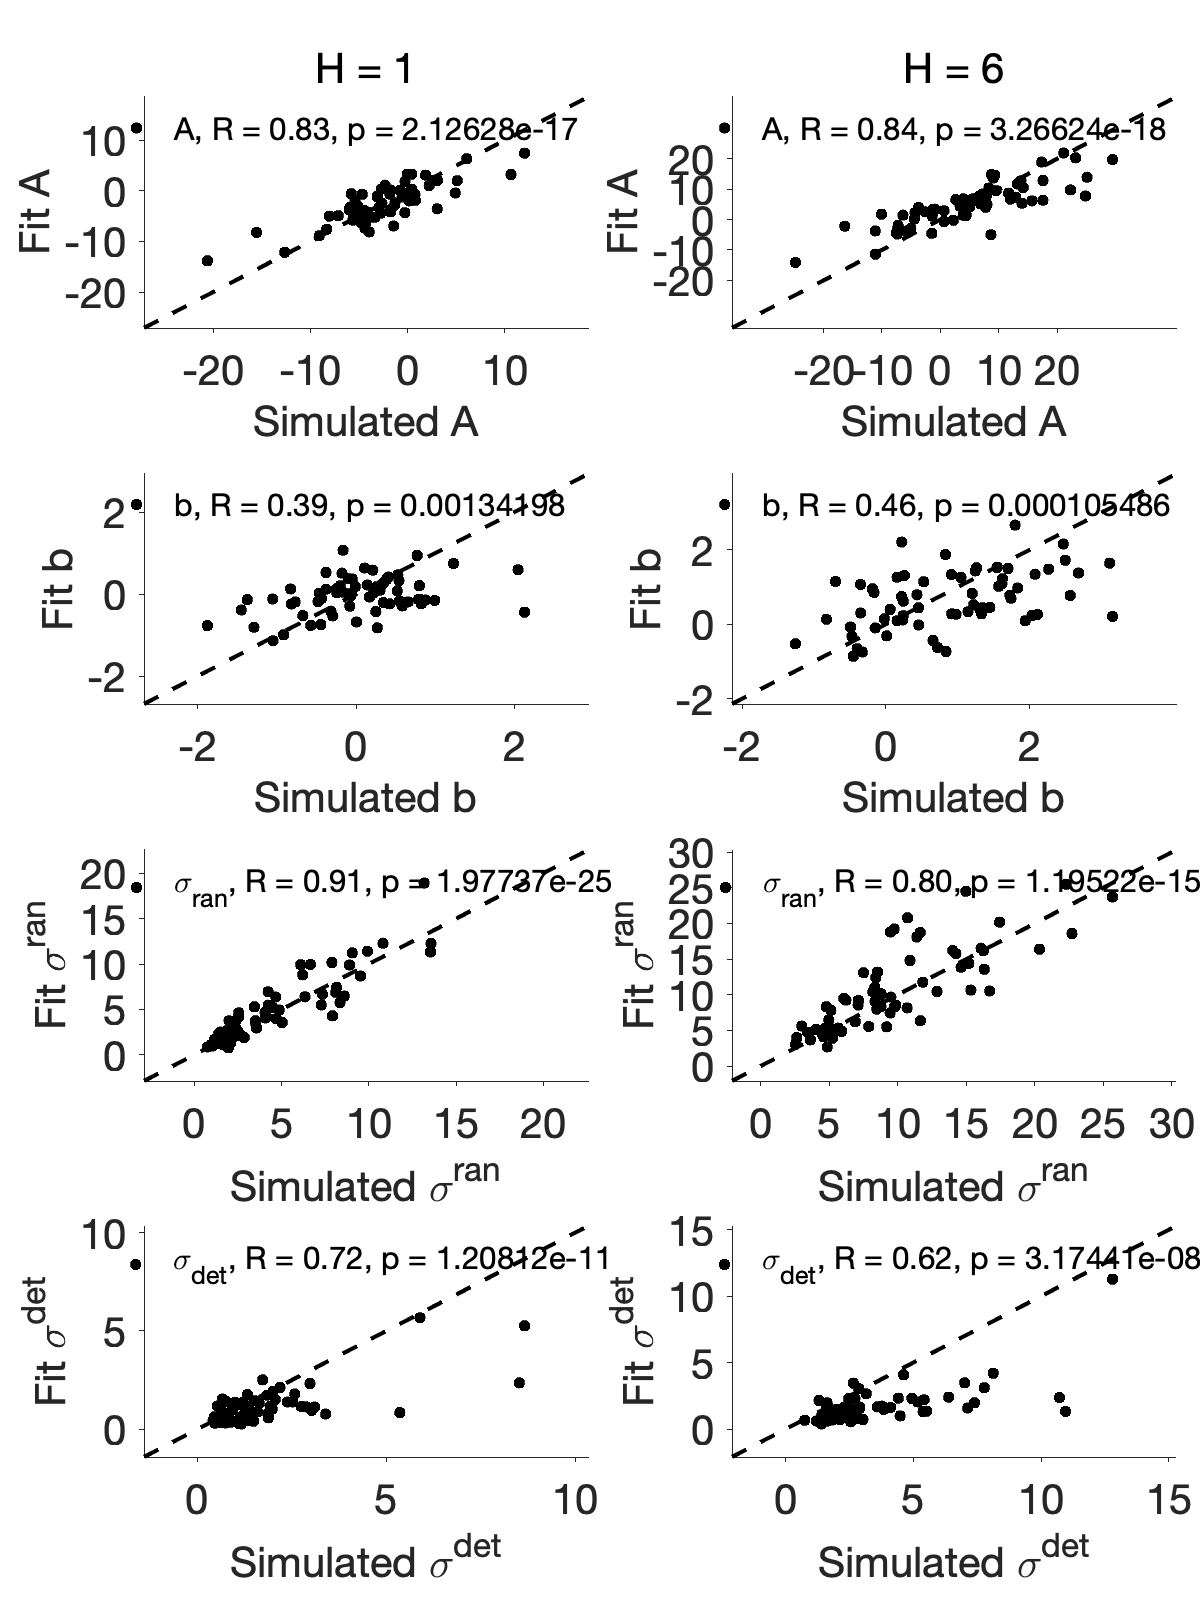 H = 1
H = 6
A, R = 0.83, p = 2.12628e-17
10
0
-10
-20
Fit A
-20 -10 0 10
Simulated A
A, R = 0.84, p = 3.26624e-18
20
10
0
-10
-20
Fit A
-20 -10 0 10 20
Simulated A
b, R = 0.39, p = 0.00134198
2
0
-2
Fit b
-2 0 2
Simulated b
b, R = 0.46, p = 0.000105486
2
0
-2
Fit b
-2 0 2
Simulated b
σran, R = 0.91, p = 1.97737e-25
20
15
10
5
0
Fit σran
0 5 10 15 20
Simulated σran
σran, R = 0.80, p = 1.19522e-15
30
25
20
15
10
5
0
Fit σran
0 5 10 15 20 25 30
Simulated σran
σdet, R = 0.72, p = 1.20812e-11
10
5
0
Fit σdet
0 5 10
Simulated σdet
σdet, R = 0.62, p = 3.17441e-08
15
10
5
0
Fit σdet
0 5 10 15
Simulated σdet